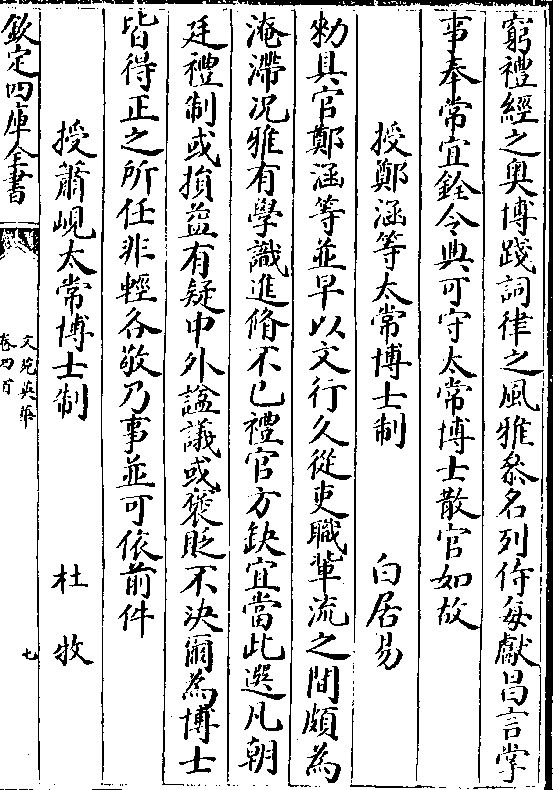 窮禮經之奧博踐詞律之風雅叅名列侍每獻昌言掌
事奉常宜銓令典可守太常博士散官如故
授鄭涵等太常博士制 白居易
勅具官鄭涵等並早以文行久從吏職輩流之間頗為
淹滯况雅有學識進脩不已禮官方缺宜當此選凡朝
廷禮制或損益有疑中外諡議或襃貶不決爾為博士
皆得正之所任非輕各敬乃事並可依前件
授蕭峴太常博士制 杜牧
欽定四庫全書
文苑英華
卷四百
七